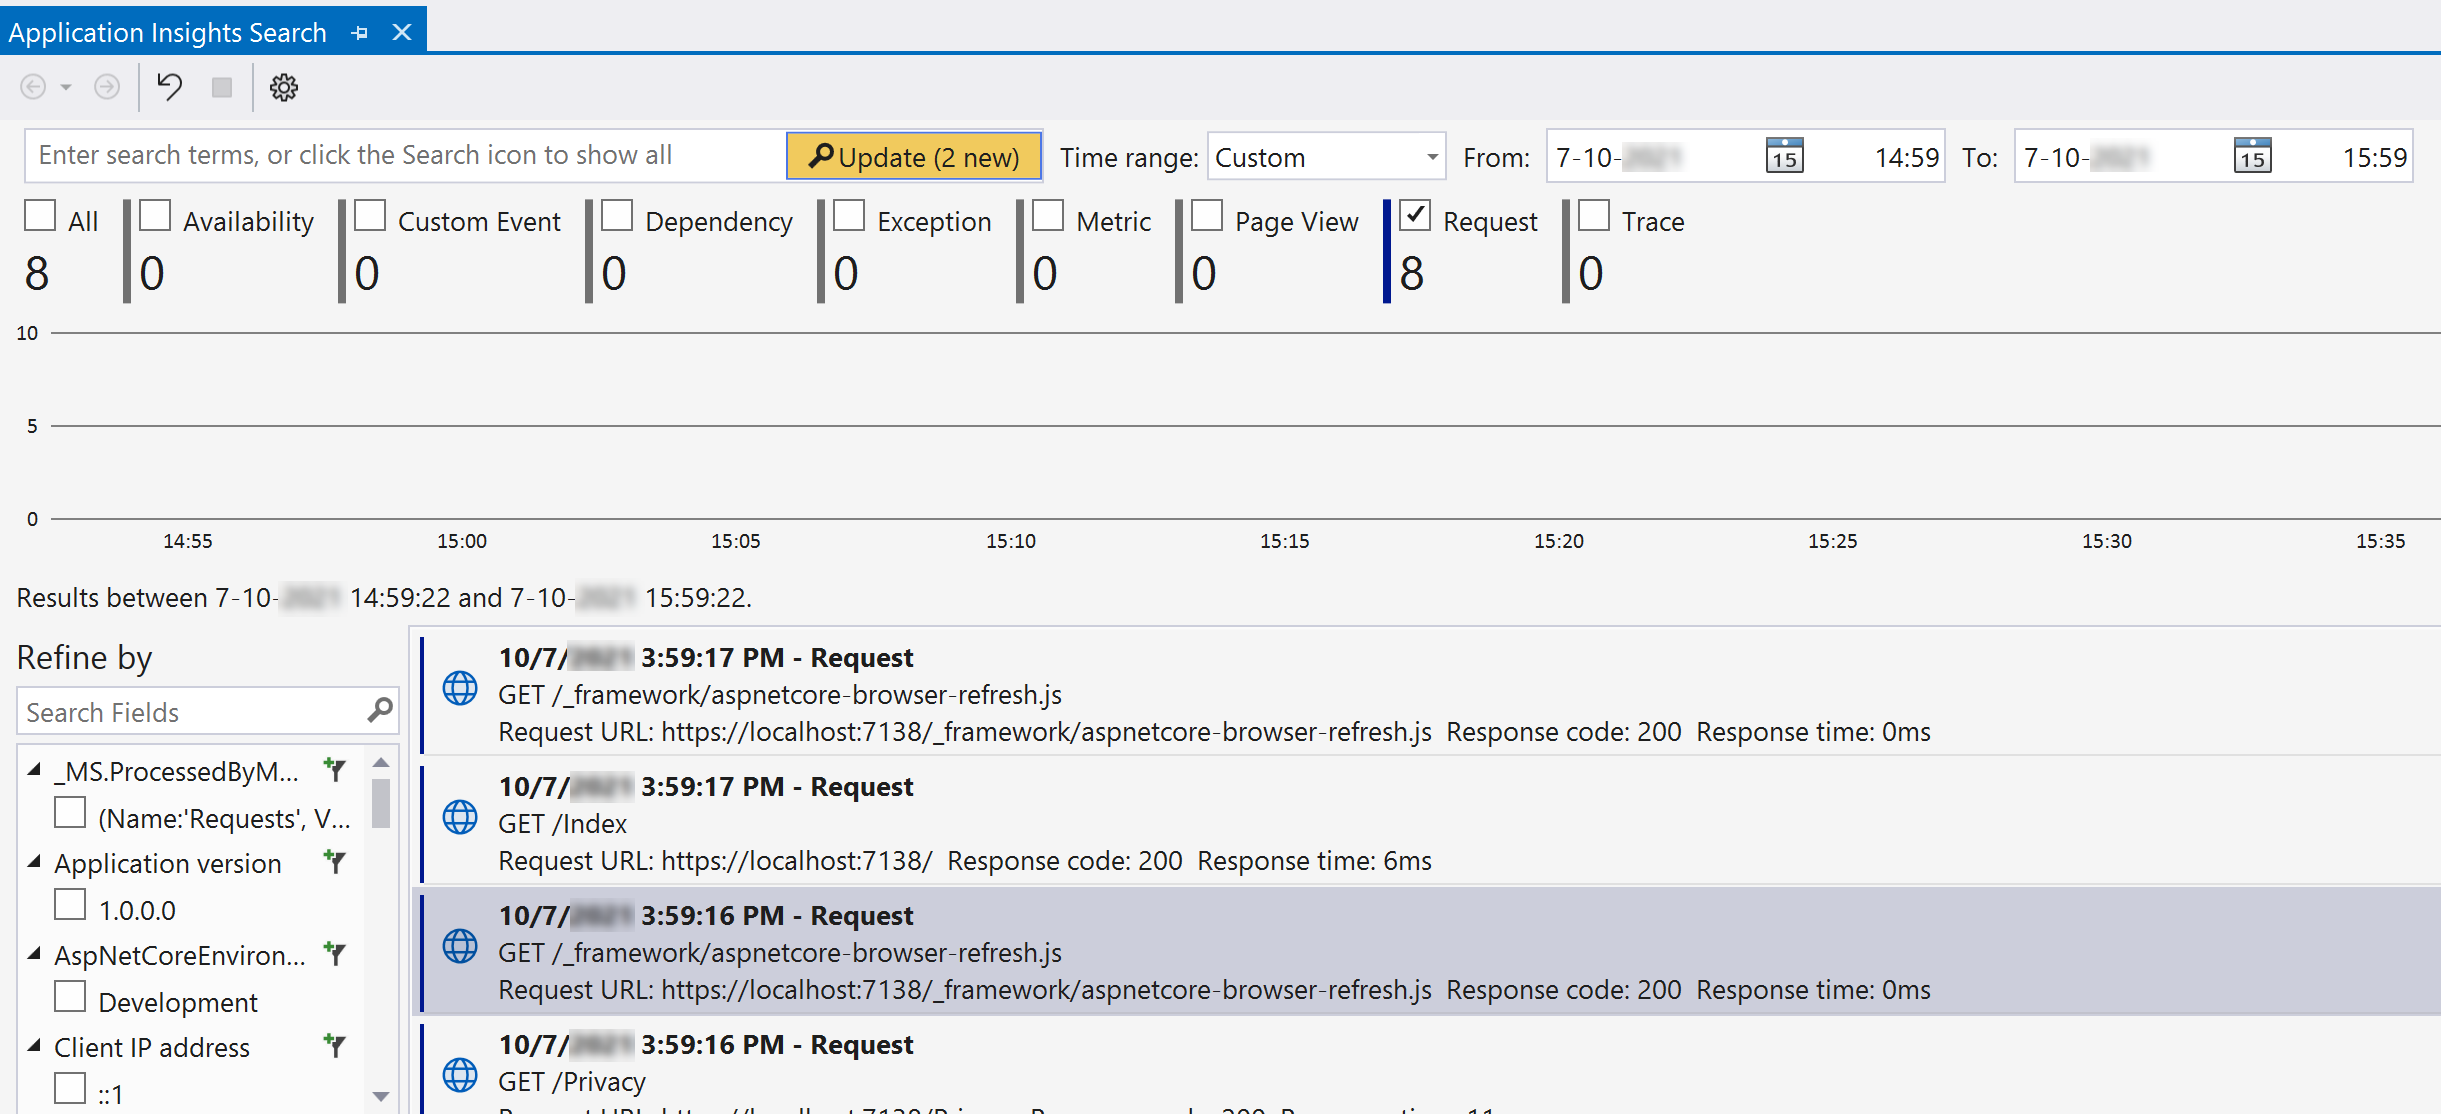 Application Insights Search
Enter search terms, or click the Search icon to show all Update (2 new) Time range: Custom From: 7-10- 15 14:59 To: 7-10- 15 15:59
All Availability Custom Event Dependency Exception Metric Page View Request Trace
8 0 0 0 0 0 0 8 0
10
5
0
14:55 15:00 15:05 15:10 15:15 15:20 15:25 15:30 15:35
Results between 7-10- 14:59:22 and 7-10- 15:59:22.
Refine by
Search Fields
_MS.ProcessedByM...
(Name:'Requests', V...
Application version
1.0.0.0
AspNetCoreEnviron...
Development
Client IP address
::1
10/7/ 3:59:17 PM - Request
GET /_framework/aspnetcore-browser-refresh.js
Request URL: https://localhost:7138/_framework/aspnetcore-browser-refresh.js Response code: 200 Response time: 0ms
10/7/ 3:59:17 PM - Request
GET /Index
Request URL: https://localhost:7138/ Response code: 200 Response time: 6ms
10/7/ 3:59:16 PM - Request
GET /_framework/aspnetcore-browser-refresh.js
Request URL: https://localhost:7138/_framework/aspnetcore-browser-refresh.js Response code: 200 Response time: 0ms
10/7/ 3:59:16 PM - Request
GET /Privacy